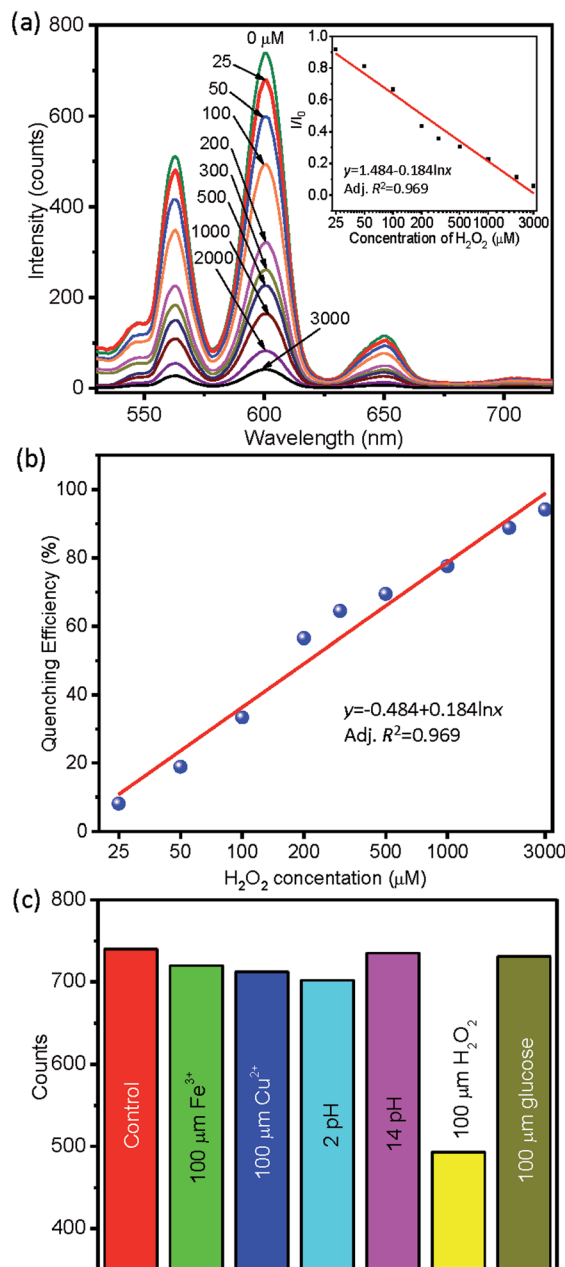 (a)
0 μM
25
50
100
200
300
500
1000
2000
3000
800
600
400
200
0
Intensity (counts)
550
600
650
700
Wavelength (nm)
1.0
0.8
0.6
0.4
0.2
0.0
I/I₀
y=1.484-0.184lnx
Adj. R²=0.969
25 50 100 200 500 1000 3000
Concentration of H₂O₂ (μM)
(b)
100
80
60
40
20
0
Quenching Efficiency (%)
y=-0.484+0.184lnx
Adj. R²=0.969
25 50 100 200 500 1000 3000
H₂O₂ concentation (μM)
(c)
800
700
600
500
400
Counts
Control
100 μm Fe³⁺
100 μm Cu²⁺
2 pH
14 pH
100 μm H₂O₂
100 μm glucose